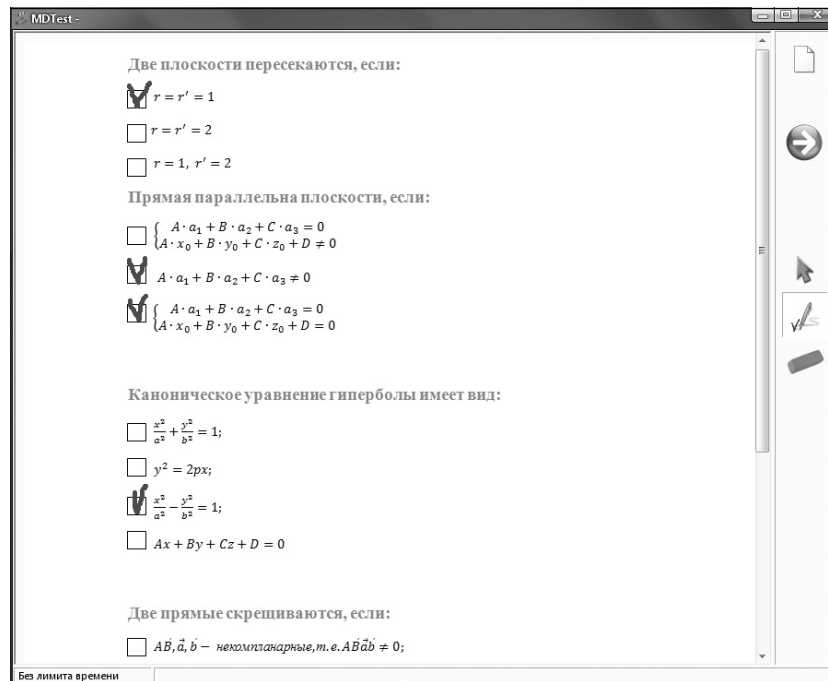 MDTest -
Две плоскости пересекаются, если:
r = r′ = 1
r = r′ = 2
r = 1, r′ = 2
Прямая параллельна плоскости, если:
{ A · a₁ + B · a₂ + C · a₃ = 0
A · x₀ + B · y₀ + C · z₀ + D ≠ 0
A · a₁ + B · a₂ + C · a₃ ≠ 0
{ A · a₁ + B · a₂ + C · a₃ = 0
A · x₀ + B · y₀ + C · z₀ + D = 0
Каноническое уравнение гиперболы имеет вид:
x²/a² + y²/b² = 1;
y² = 2px;
x²/a² − y²/b² = 1;
Ax + By + Cz + D = 0
Две прямые скрещиваются, если:
AB⃗, a⃗, b⃗ − некомпланарные, т.е. AB⃗a⃗b⃗ ≠ 0;
Без лимита времени